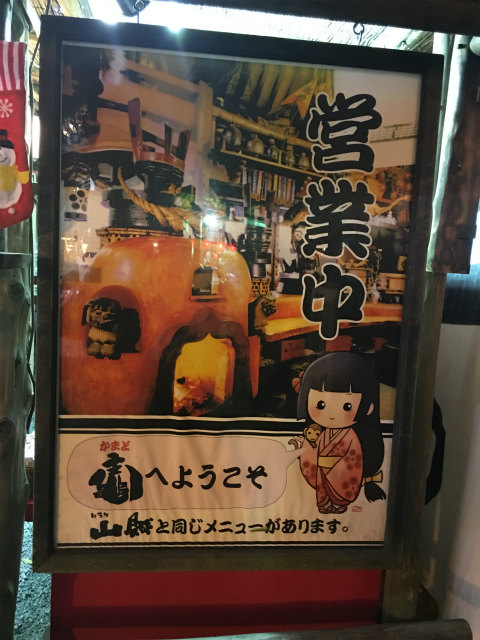 営業中
かまど
竈へようこそ
山賊と同じメニューがあります。